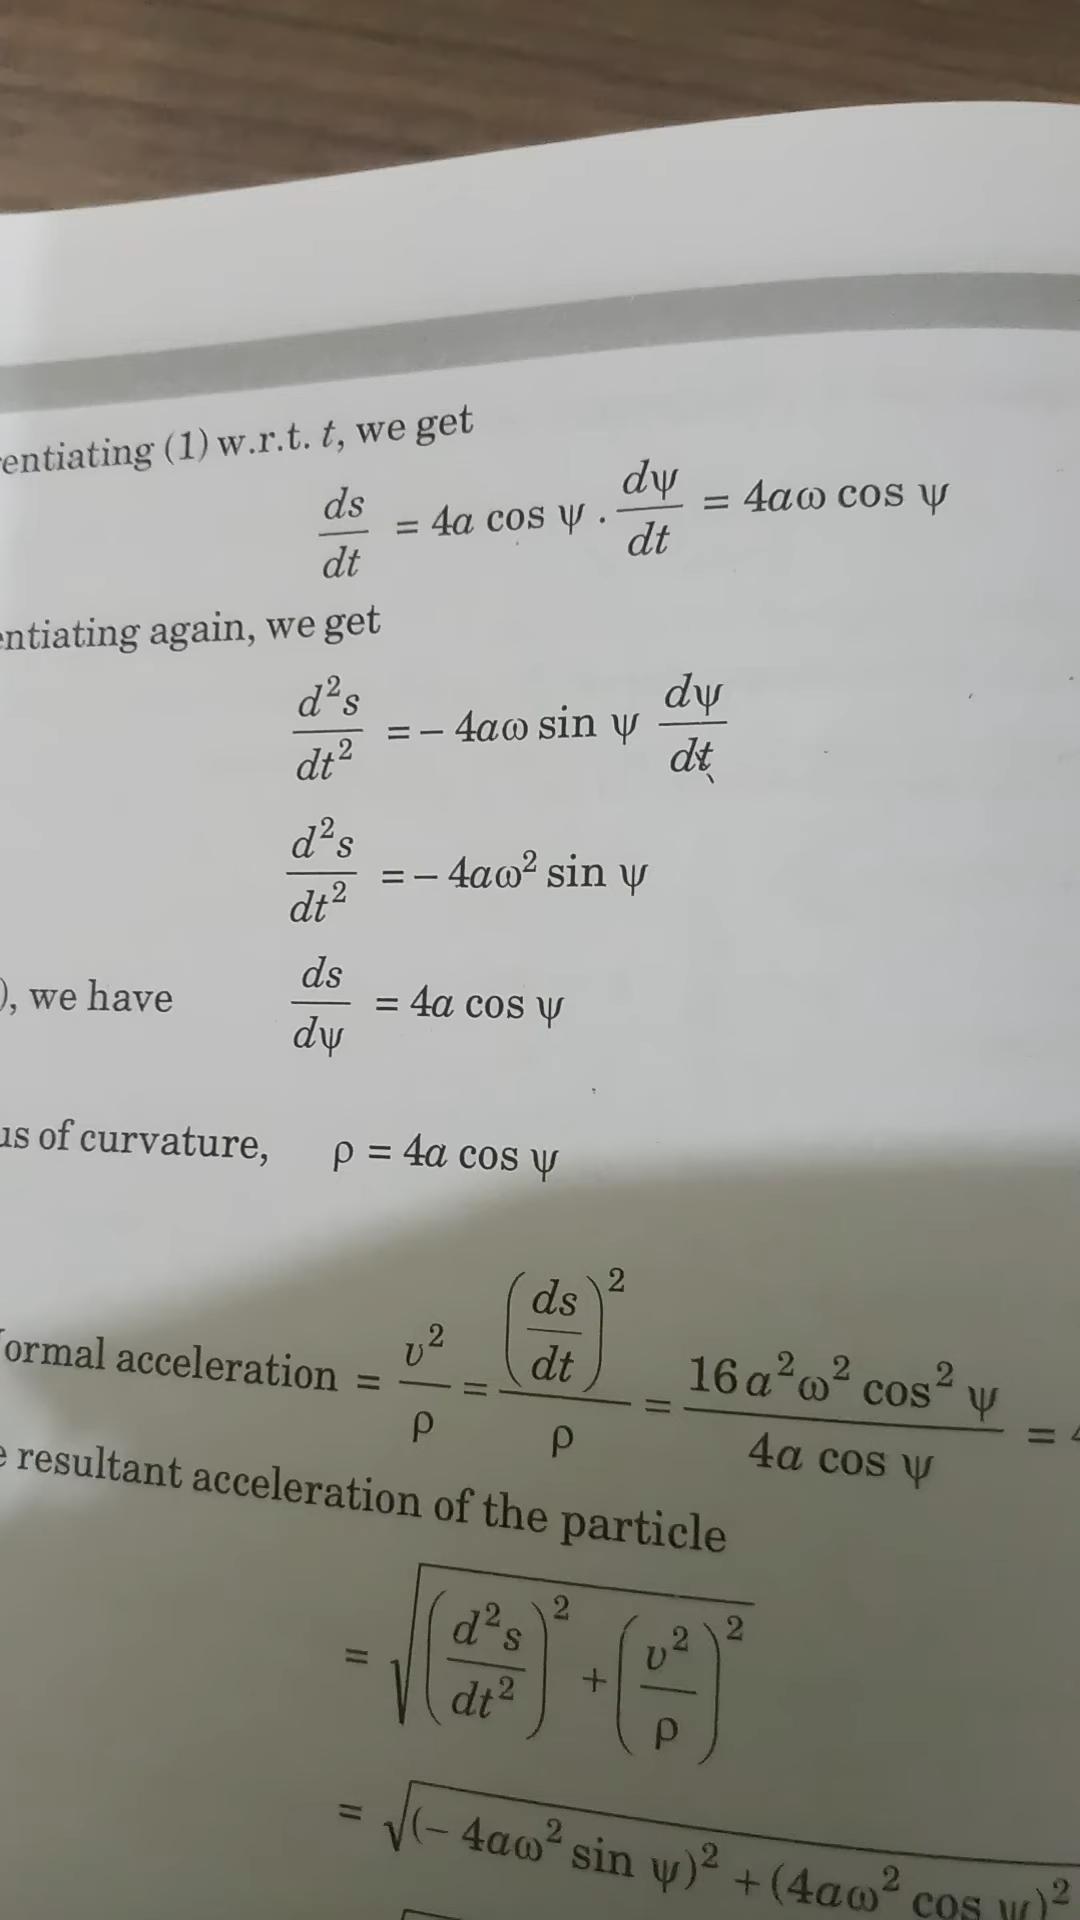 entiating (1) w.r.t. t, we get
ds/dt = 4a cos ψ . dψ/dt = 4aω cos ψ
entiating again, we get
d²s/dt² = – 4aω sin ψ dψ/dt
d²s/dt² = – 4aω² sin ψ
), we have ds/dψ = 4a cos ψ
us of curvature, ρ = 4a cos ψ
ormal acceleration = υ²/ρ = (ds/dt)²/ρ = 16a²ω² cos² ψ / 4a cos ψ =
e resultant acceleration of the particle
= √((d²s/dt²)² + (υ²/ρ)²)
= √(– 4aω² sin ψ)² + (4aω² cos ψ)²